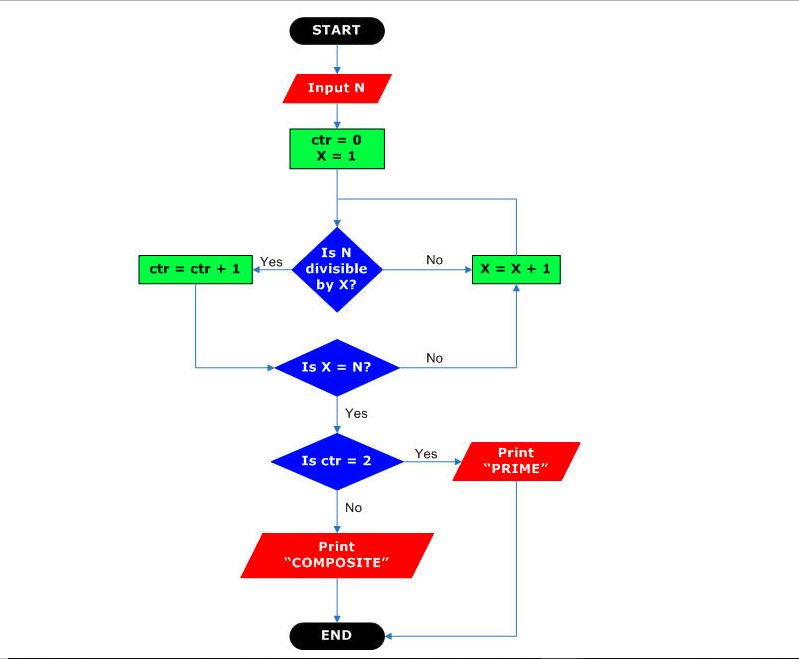 START
Input N
ctr = 0
X = 1
Is N
divisible
by X?
Yes
ctr = ctr + 1
No
X = X + 1
Is X = N?
No
Yes
Is ctr = 2
Yes
Print
“PRIME”
No
Print
“COMPOSITE”
END